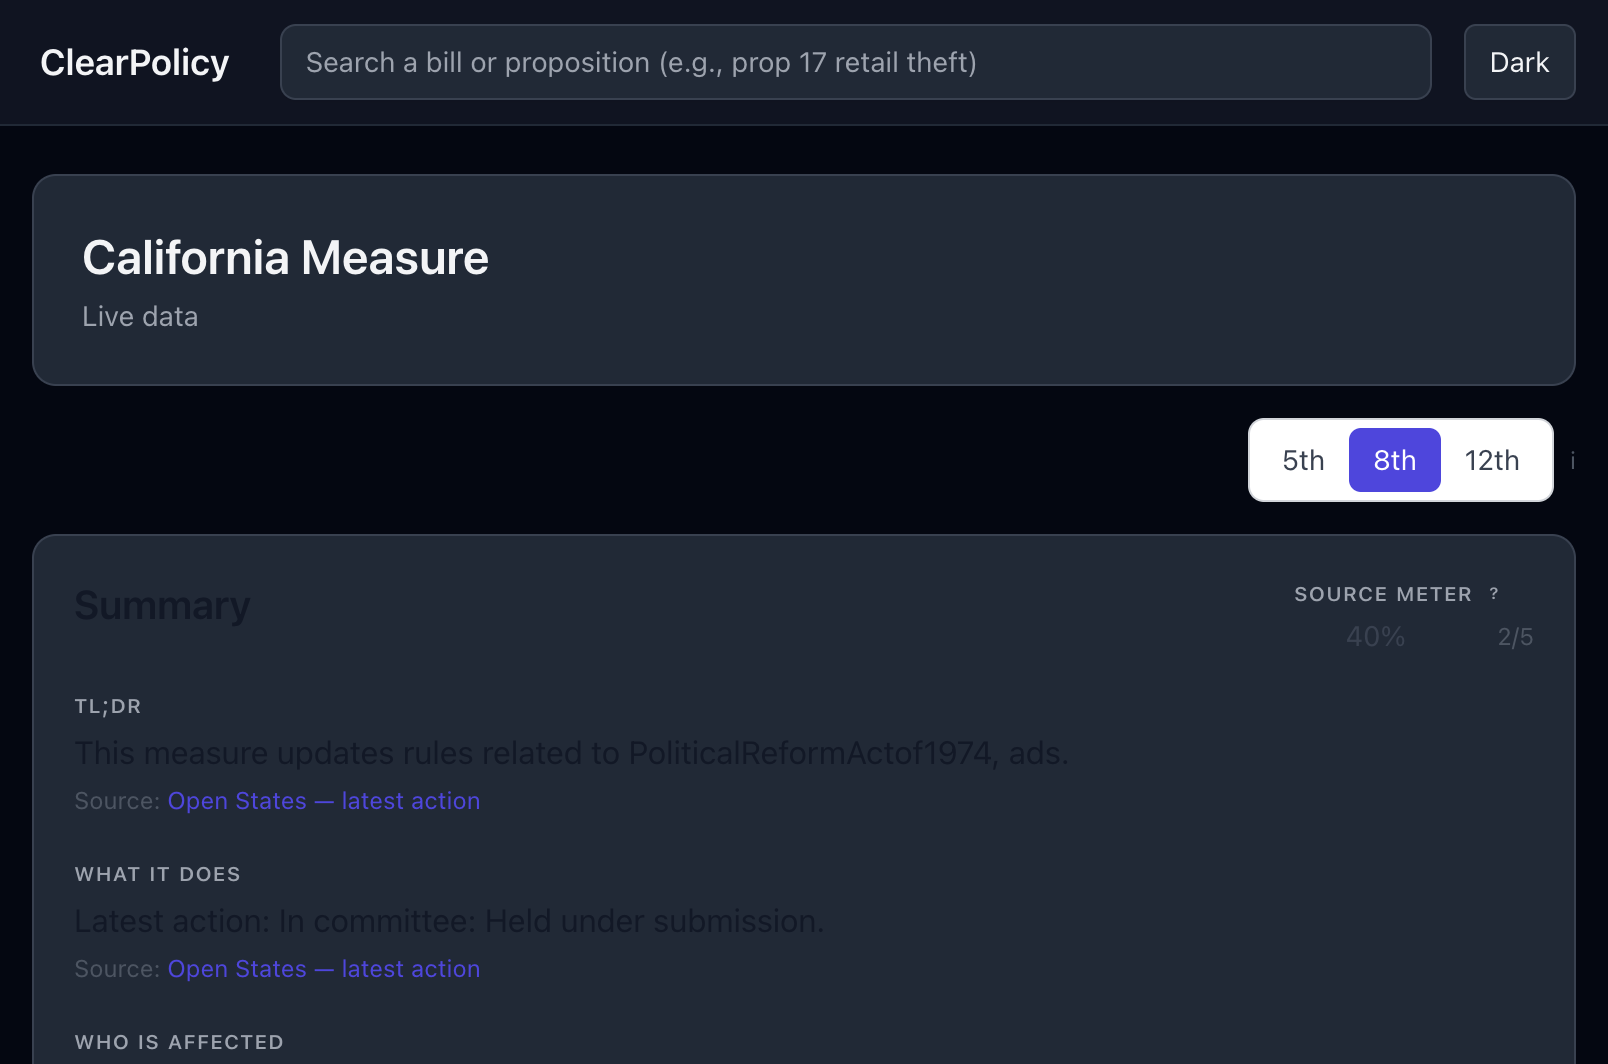 ClearPolicy
Search a bill or proposition (e.g., prop 17 retail theft)
Dark
California Measure
Live data
5th 8th 12th i
Summary
SOURCE METER ?
40% 2/5
TL;DR
This measure updates rules related to PoliticalReformActof1974, ads.
Source: Open States — latest action
WHAT IT DOES
Latest action: In committee: Held under submission.
Source: Open States — latest action
WHO IS AFFECTED